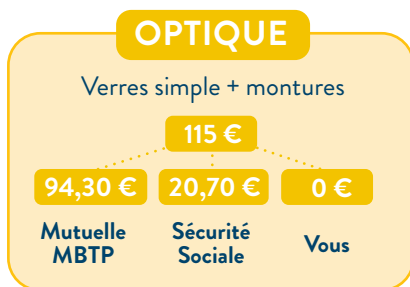 OPTIQUE
Verres simple + montures
115 €
94,30 € 20,70 € 0 €
Mutuelle MBTP
Sécurité Sociale
Vous